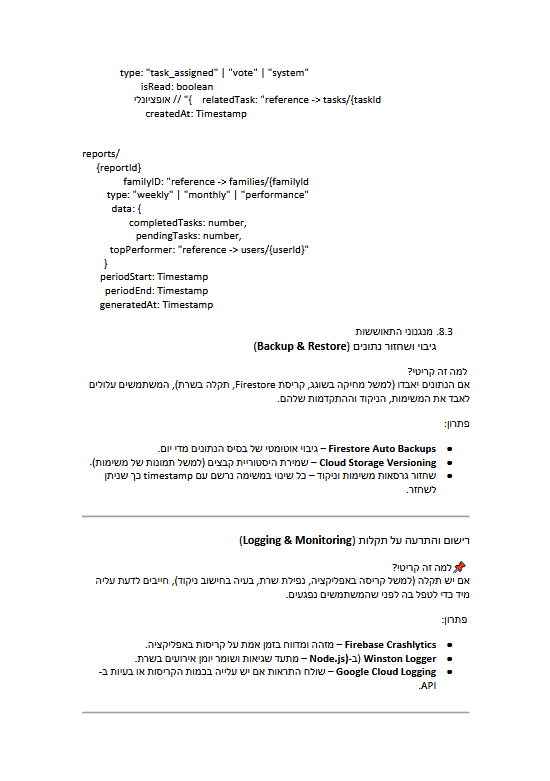 type: "task_assigned" | "vote" | "system"
isRead: boolean
relatedTask: "reference -> tasks/{taskId}" // אופציונלי
createdAt: Timestamp
reports/
{reportId}
familyID: "reference -> families/{familyId
type: "weekly" | "monthly" | "performance"
data: {
completedTasks: number,
pendingTasks: number,
topPerformer: "reference -> users/{userId}"
}
periodStart: Timestamp
periodEnd: Timestamp
generatedAt: Timestamp
8.3. מנגנוני התאוששות
גיבוי ושחזור נתונים (Backup & Restore)
למה זה קריטי?
אם הנתונים יאבדו (למשל מחיקה בשוגג, קריסת Firestore, תקלה בשרת), המשתמשים עלולים
לאבד את המשימות, הניקוד וההתקדמות שלהם.
פתרון:
● Firestore Auto Backups – גיבוי אוטומטי של בסיס הנתונים מדי יום.
● Cloud Storage Versioning – שמירת היסטוריית קבצים (למשל תמונות של משימות).
● שחזור גרסאות משימות וניקוד – כל שינוי במשימה נרשם עם timestamp כך שניתן
לשחזר.
רישום והתרעה על תקלות (Logging & Monitoring)
📌למה זה קריטי?
אם יש תקלה (למשל קריסה באפליקציה, נפילת שרת, בעיה בחישוב ניקוד), חייבים לדעת עליה
מיד כדי לטפל בה לפני שהמשתמשים נפגעים.
פתרון:
● Firebase Crashlytics – מזהה ומדווח בזמן אמת על קריסות באפליקציה.
● Winston Logger (ב-Node.js) – מתעד שגיאות ושומר יומן אירועים בשרת.
● Google Cloud Logging – שולח התראות אם יש עלייה בכמות הקריסות או בעיות ב-
API.